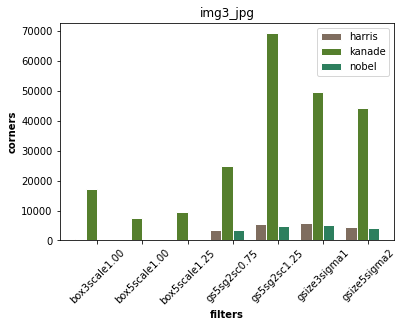 img3_jpg
harris
kanade
nobel
70000
60000
50000
40000
30000
20000
10000
0
corners
box3scale1.00
box5scale1.00
box5scale1.25
gs5sg2sc0.75
gs5sg2sc1.25
gsize3sigma1
gsize5sigma2
filters